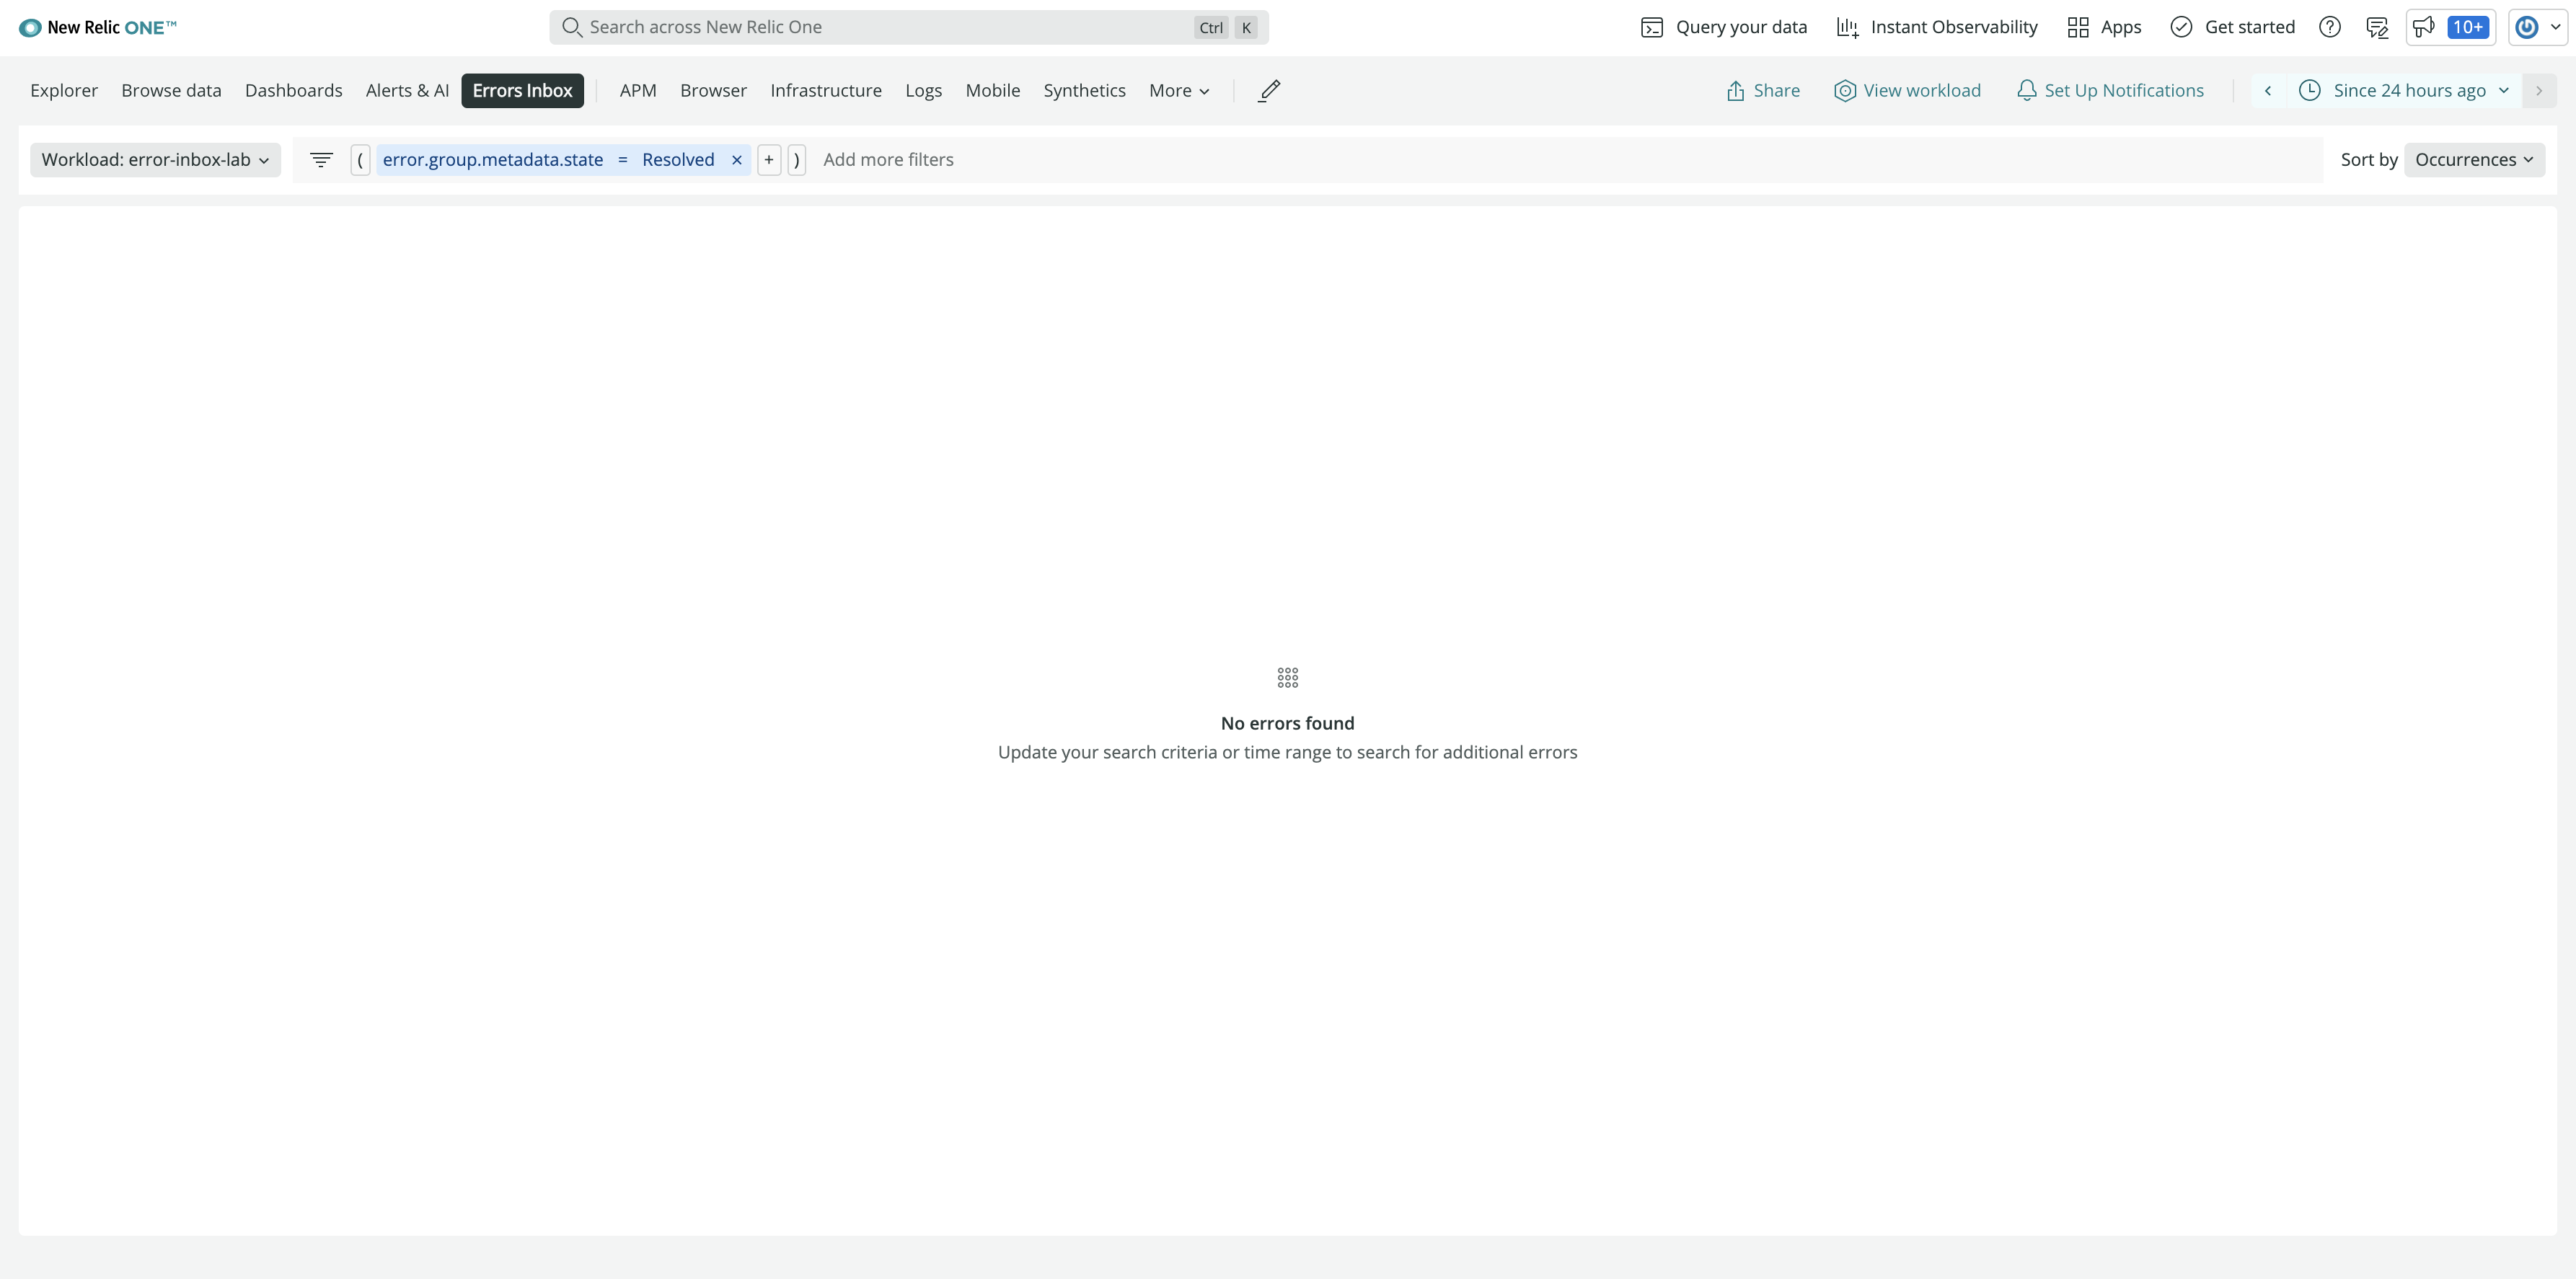 New Relic ONE™ Search across New Relic One Ctrl K Query your data Instant Observability Apps Get started 10+
Explorer Browse data Dashboards Alerts & AI Errors Inbox APM Browser Infrastructure Logs Mobile Synthetics More Share View workload Set Up Notifications Since 24 hours ago
Workload: error-inbox-lab ( error.group.metadata.state = Resolved × + ) Add more filters Sort by Occurrences
No errors found
Update your search criteria or time range to search for additional errors